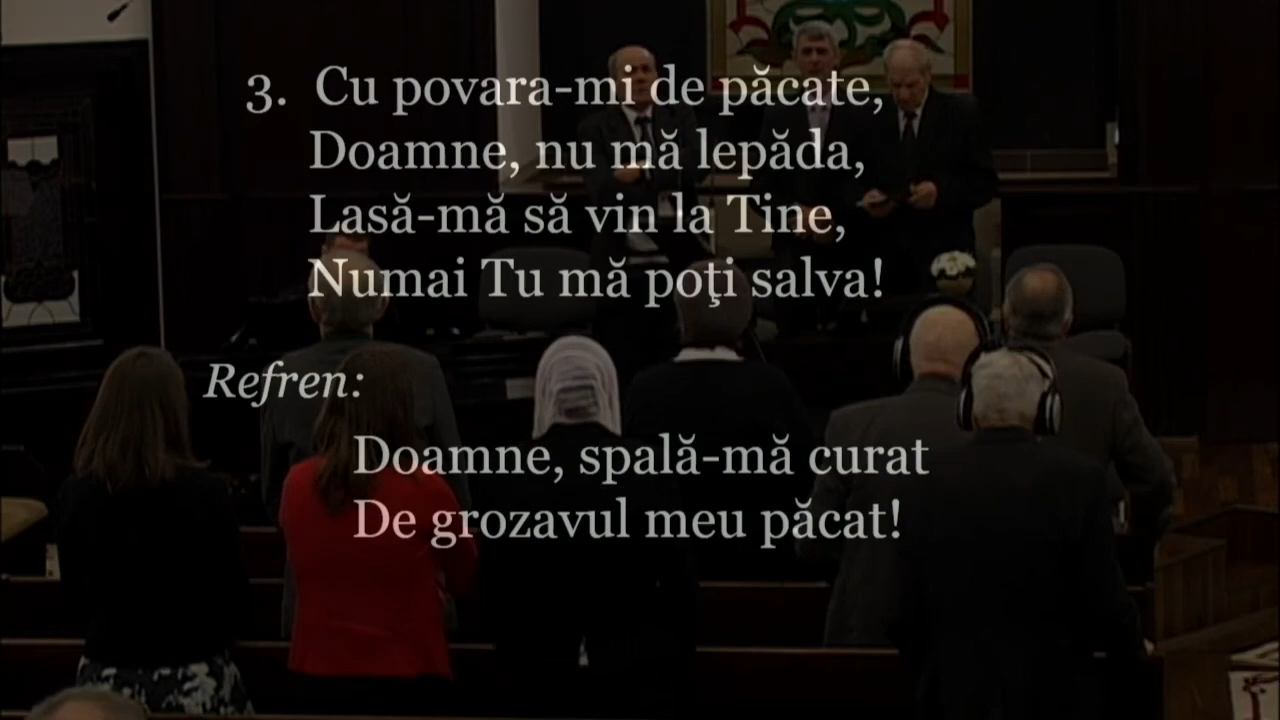 3. Cu povara-mi de păcate,
Doamne, nu mă lepăda,
Lasă-mă să vin la Tine,
Numai Tu mă poţi salva!
Refren:
Doamne, spală-mă curat
De grozavul meu păcat!